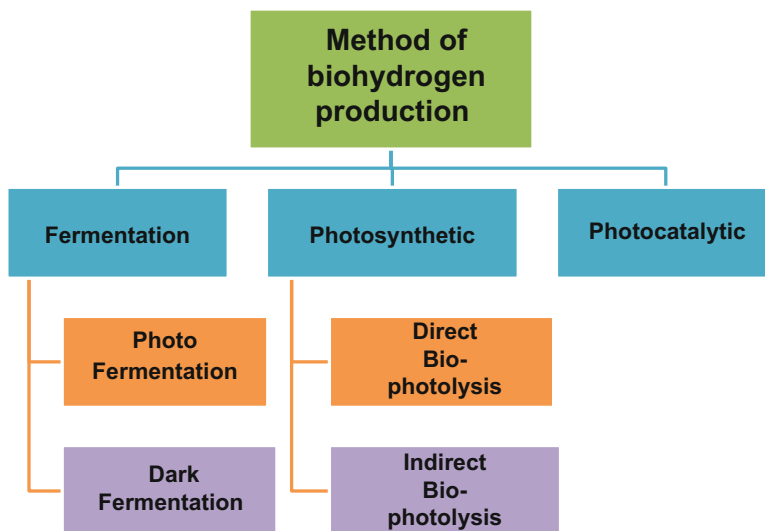 Method of
biohydrogen
production
Fermentation
Photosynthetic
Photocatalytic
Photo
Fermentation
Direct
Bio-
photolysis
Dark
Fermentation
Indirect
Bio-
photolysis